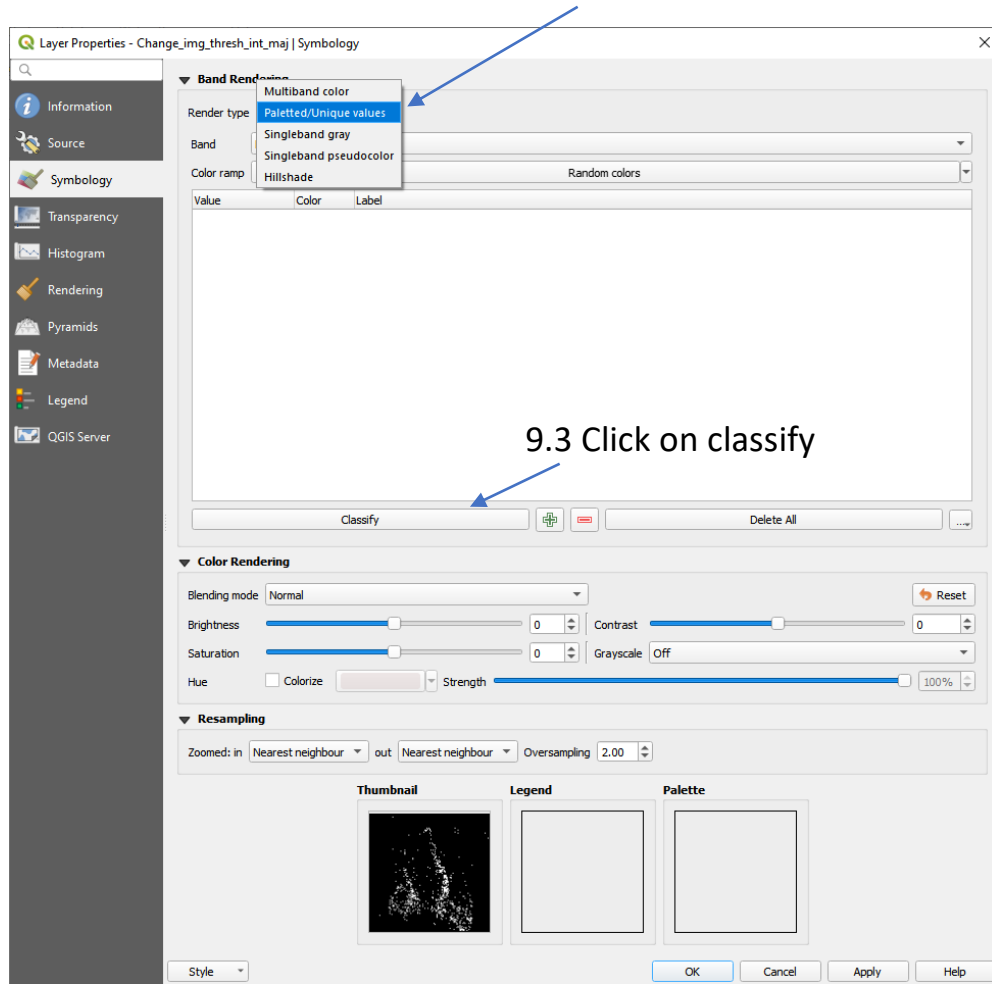 Layer Properties - Change_img_thresh_int_maj | Symbology
Information
Source
Symbology
Transparency
Histogram
Rendering
Pyramids
Metadata
Legend
QGIS Server
Band Rendering
Render type
Multiband color
Paletted/Unique values
Singleband gray
Singleband pseudocolor
Hillshade
Band
Color ramp Random colors
Value Color Label
9.3 Click on classify
Classify Delete All ...
Color Rendering
Blending mode Normal Reset
Brightness 0 Contrast 0
Saturation 0 Grayscale Off
Hue Colorize Strength 100%
Resampling
Zoomed: in Nearest neighbour out Nearest neighbour Oversampling 2.00
Thumbnail Legend Palette
Style OK Cancel Apply Help